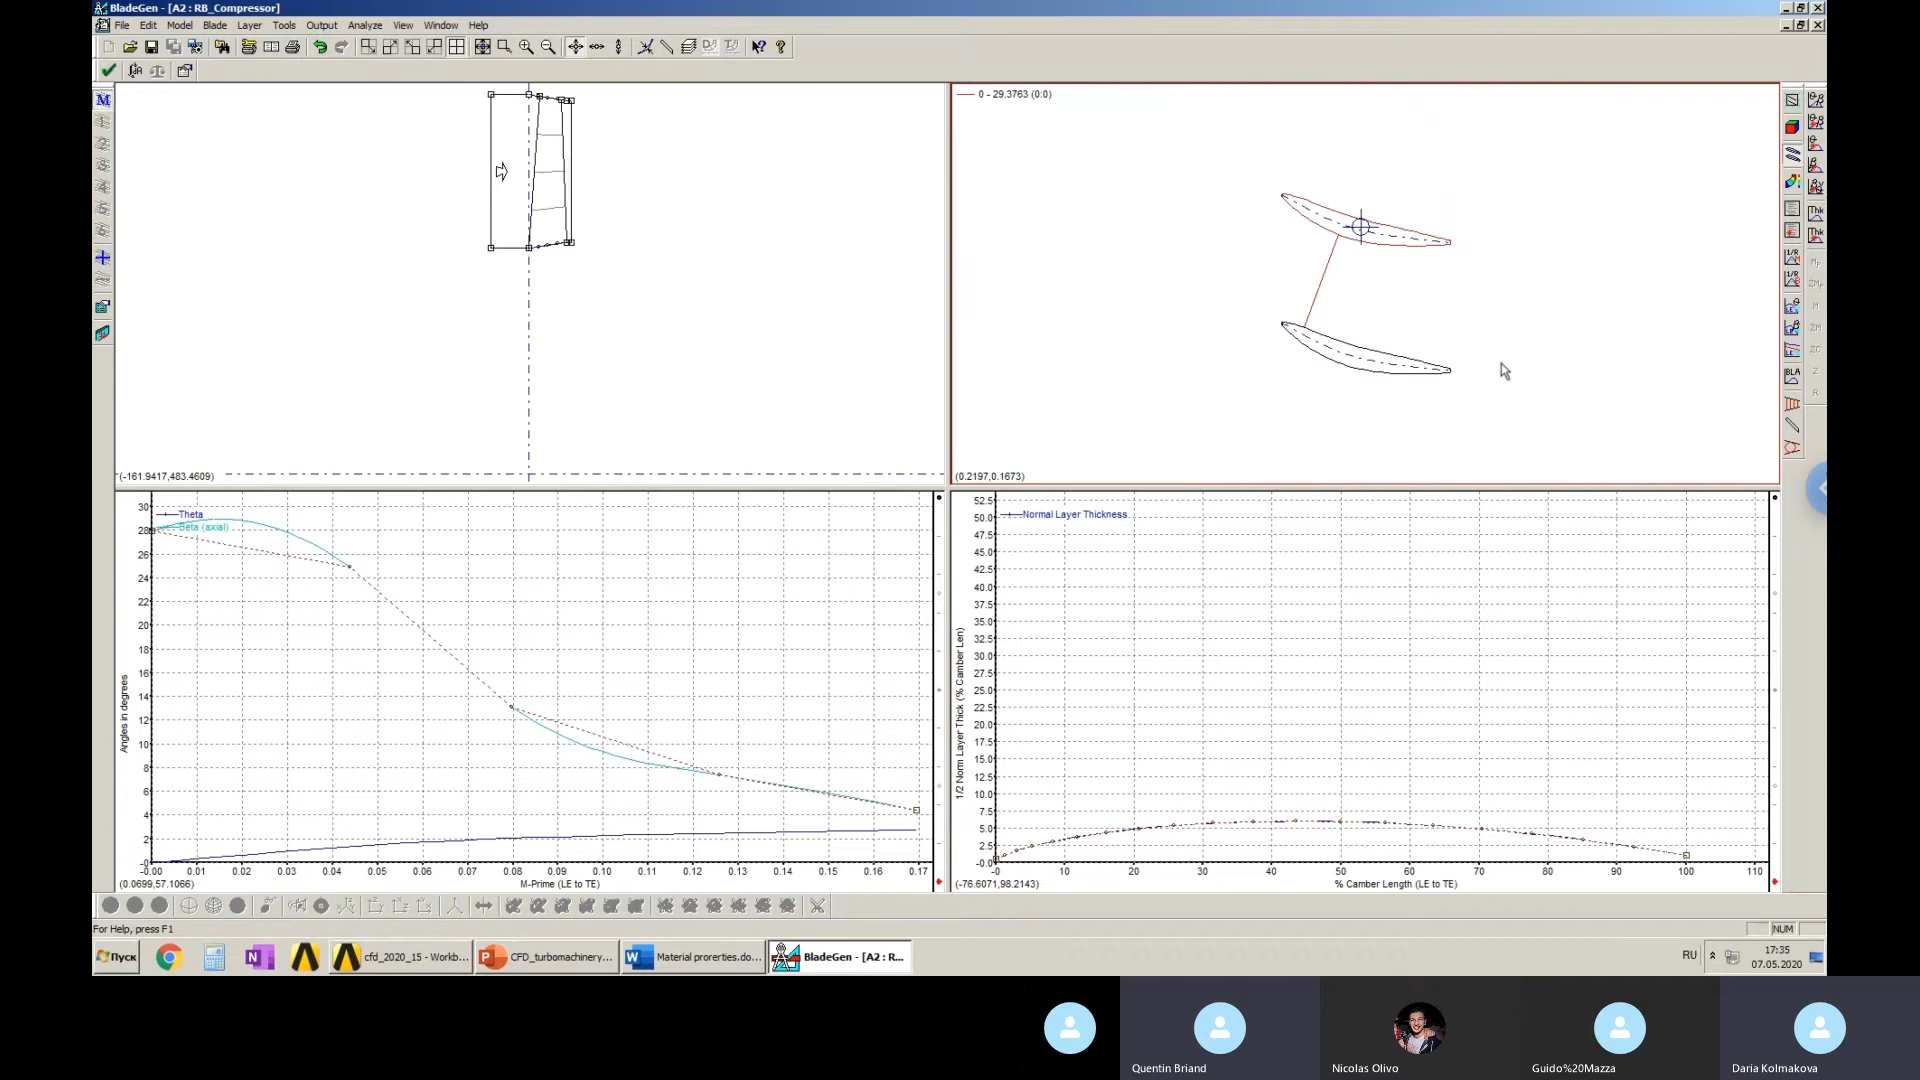 BladeGen - [A2 : RB_Compressor]
File Edit Model Blade Layer Tools Output Analyze View Window Help
0 - 29.3763 (0:0)
(-161.9417,483.4609)
(0.2197,0.1673)
Theta
Beta (axial)
30
28
26
24
22
20
18
16
14
12
10
8
6
4
2
-0
Angles in degrees
-0.00 0.01 0.02 0.03 0.04 0.05 0.06 0.07 0.08 0.09 0.10 0.11 0.12 0.13 0.14 0.15 0.16 0.17
M-Prime (LE to TE)
(0.0699,57.1066)
Normal Layer Thickness
52.5
50.0
47.5
45.0
42.5
40.0
37.5
35.0
32.5
30.0
27.5
25.0
22.5
20.0
17.5
15.0
12.5
10.0
7.5
5.0
2.5
-0.0
1/2 Norm Layer Thick (% Camber Len)
-0 10 20 30 40 50 60 70 80 90 100 110
% Camber Length (LE to TE)
(-76.6071,98.2143)
Thk
Thk
BLA
For Help, press F1
NUM
Пуск
cfd_2020_15 - Workb...
CFD_turbomachinery...
Material prorerties.do...
BladeGen - [A2 : R...
RU
17:35
07.05.2020
Quentin Briand
Nicolas Olivo
Guido%20Mazza
Daria Kolmakova